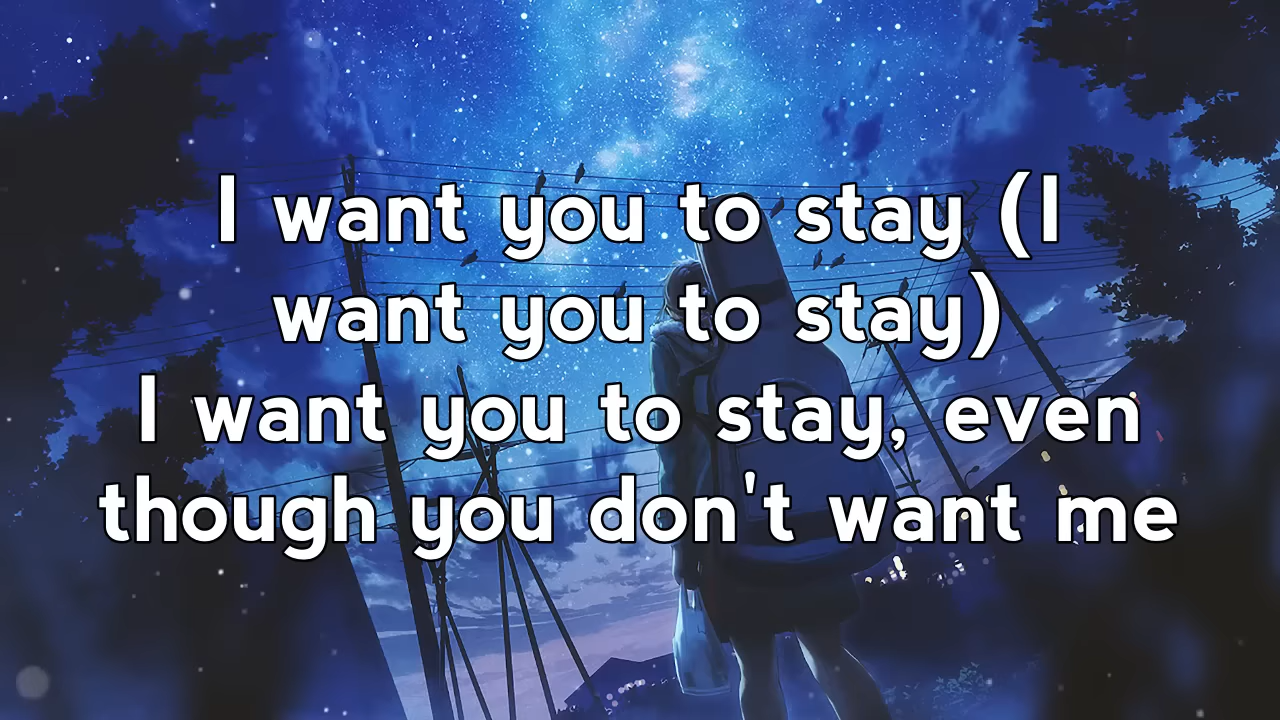 I want you to stay (I
want you to stay)
I want you to stay, even
though you don't want me